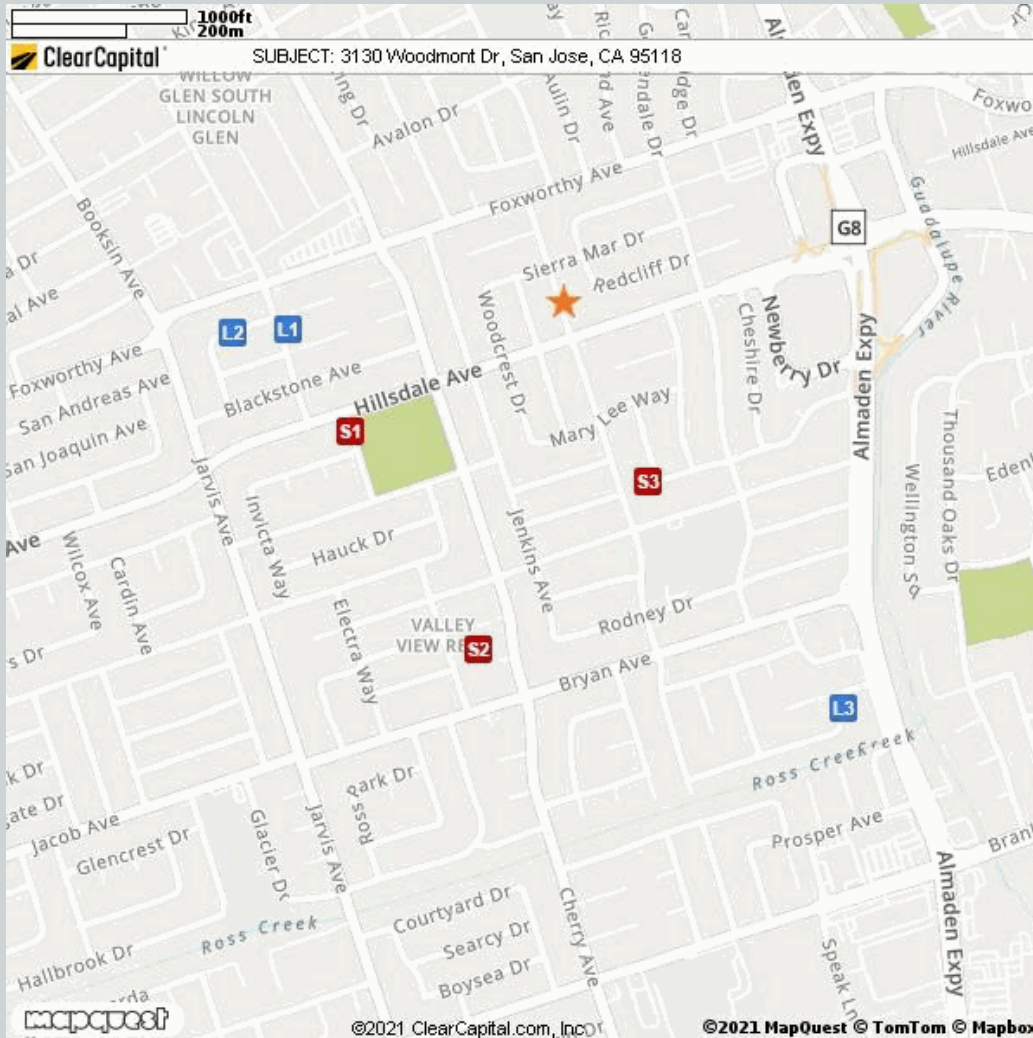 1000ft
200m
ClearCapital
SUBJECT: 3130 Woodmont Dr, San Jose, CA 95118
WILLOW
GLEN SOUTH
LINCOLN
GLEN
Avalon Dr
Foxworthy Ave
Booksin Ave
Sierra Mar Dr
Redcliff Dr
Hillsdale Ave
G8
Guadalupe River
L2
L1
Woodcrest Dr
Newberry Dr
Cheshire Dr
Almaden Expy
Foxworthy Ave
San Andreas Ave
San Joaquin Ave
Blackstone Ave
Hillsdale Ave
S1
Mary Lee Way
S3
Thousand Oaks Dr
Wellington Sq
Jarvis Ave
Invicta Way
Hauck Dr
Jenkins Ave
Wilcox Ave
Cardin Ave
Electra Way
VALLEY
VIEW RE
S2
Rodney Dr
Bryan Ave
L3
Ross Creek
reek
Park Dr
Ross
Jacob Ave
Glencrest Dr
Glacier Dr
Jarvis Ave
Prosper Ave
Bran
Almaden Expy
Courtyard Dr
Cherry Ave
Searcy Dr
Boysea Dr
Ross Creek
Hallbrook Dr
Speak Ln
mapquest
©2021 ClearCapital.com, Inc
©2021 MapQuest © TomTom © Mapbox